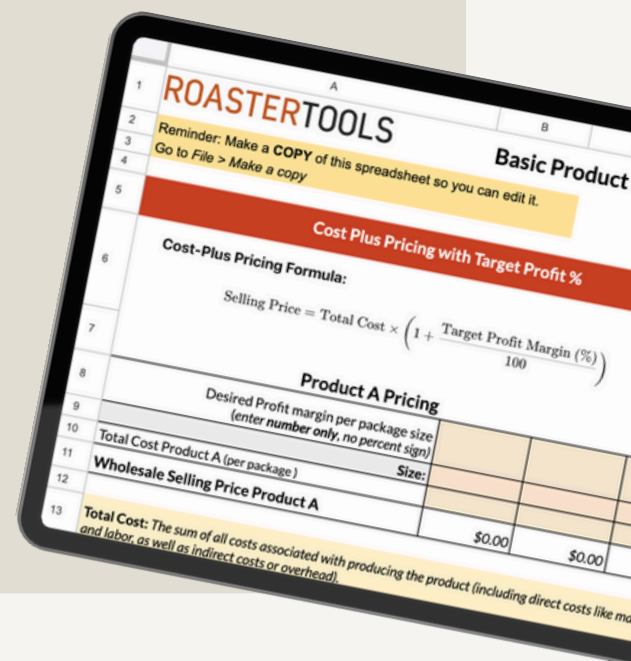 A
B
1
ROASTERTOOLS
Basic Product
2
3
Reminder: Make a COPY of this spreadsheet so you can edit it.
4
Go to File > Make a copy
5
Cost Plus Pricing with Target Profit %
6
Cost-Plus Pricing Formula:
Selling Price = Total Cost × (1 + Target Profit Margin (%) / 100)
7
8
Product A Pricing
Desired Profit margin per package size
9
(enter number only, no percent sign)
10
Size:
11
Total Cost Product A (per package)
12
Wholesale Selling Price Product A
$0.00
$0.00
13
Total Cost: The sum of all costs associated with producing the product (including direct costs like
and labor, as well as indirect costs or overhead).